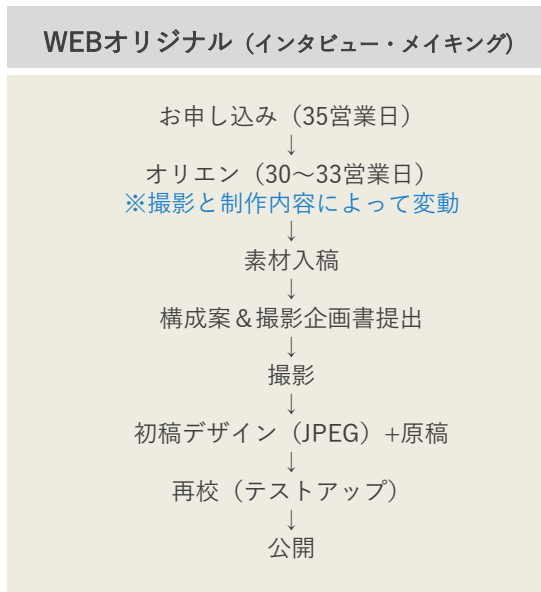 WEBオリジナル（インタビュー・メイキング）
お申し込み（35営業日）
↓
オリエン（30〜33営業日）
※撮影と制作内容によって変動
↓
素材入稿
↓
構成案＆撮影企画書提出
↓
撮影
↓
初稿デザイン（JPEG）+原稿
↓
再校（テストアップ）
↓
公開